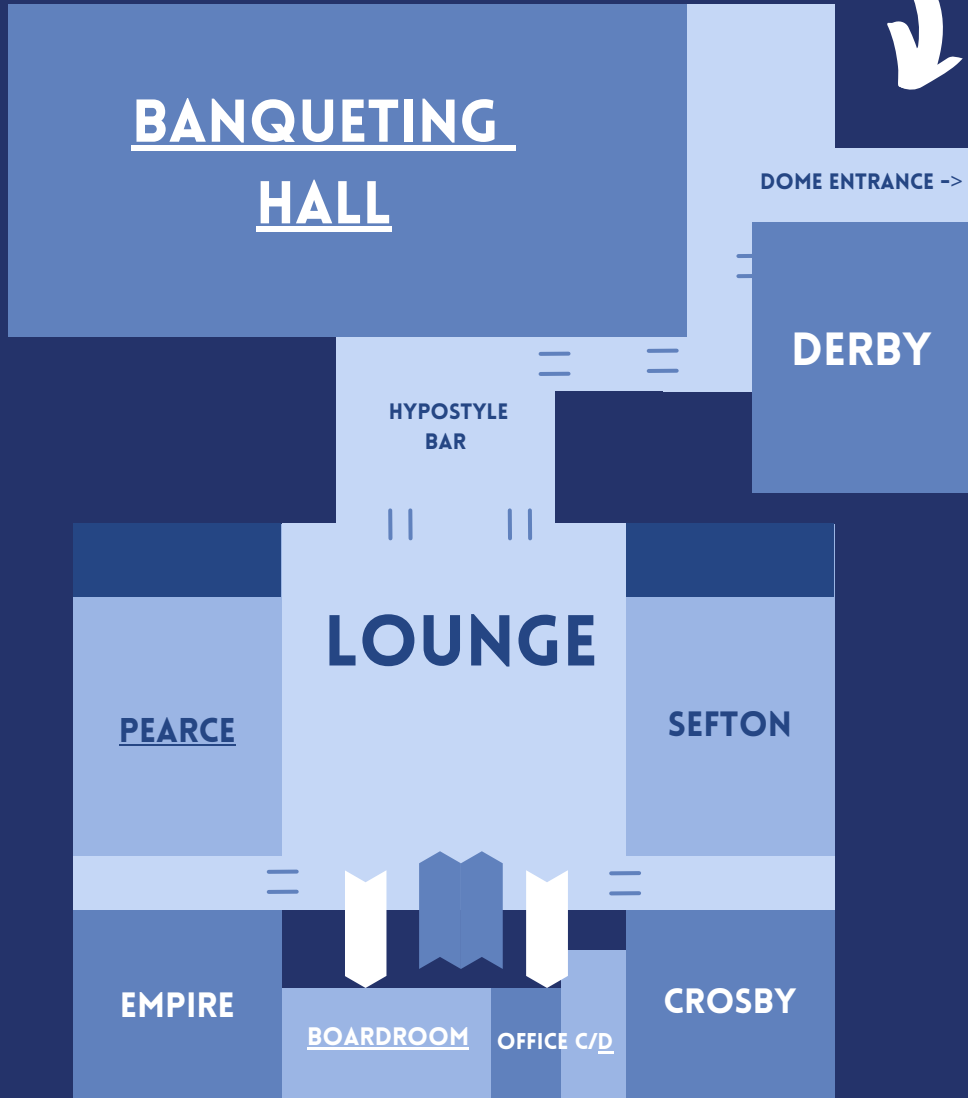 BANQUETING
HALL
DOME ENTRANCE ->
DERBY
HYPOSTYLE
BAR
LOUNGE
PEARCE
SEFTON
EMPIRE
CROSBY
BOARDROOM
OFFICE C/D